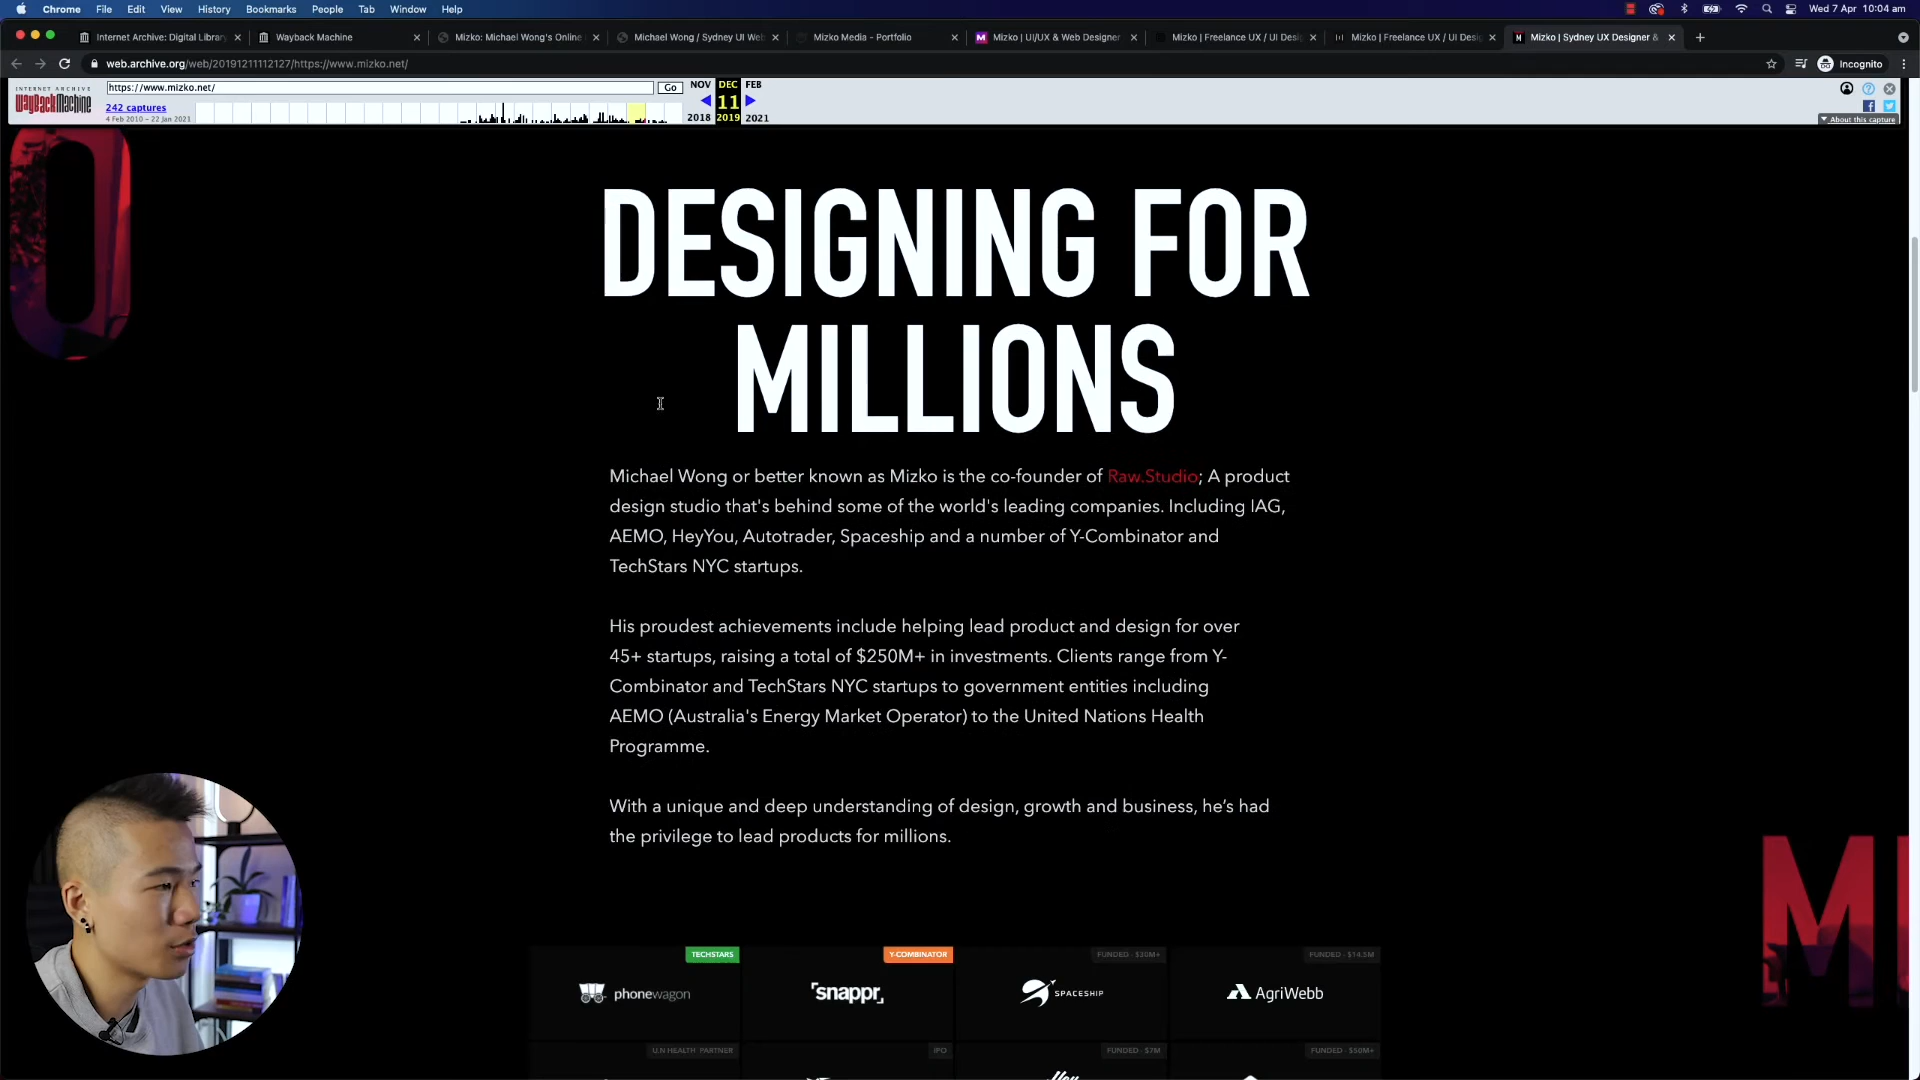 Chrome File Edit View History Bookmarks People Tab Window Help
Wed 7 Apr 10:04 am
Internet Archive: Digital Library
Wayback Machine
Mizko: Michael Wong's Online
Michael Wong / Sydney UI Web
Mizko Media - Portfolio
Mizko | UI/UX & Web Designer
Mizko | Freelance UX / UI Desi
Mizko | Freelance UX / UI Desi
Mizko | Sydney UX Designer &
web.archive.org/web/20191211112127/https://www.mizko.net/
Incognito
INTERNET ARCHIVE
WayBackMachine
https://www.mizko.net/
Go
NOV DEC FEB
242 captures
11
4 Feb 2010 – 22 Jan 2021
2018 2019 2021
About this capture
DESIGNING FOR
MILLIONS
Michael Wong or better known as Mizko is the co-founder of Raw.Studio; A product
design studio that's behind some of the world's leading companies. Including IAG,
AEMO, HeyYou, Autotrader, Spaceship and a number of Y-Combinator and
TechStars NYC startups.
His proudest achievements include helping lead product and design for over
45+ startups, raising a total of $250M+ in investments. Clients range from Y-
Combinator and TechStars NYC startups to government entities including
AEMO (Australia's Energy Market Operator) to the United Nations Health
Programme.
With a unique and deep understanding of design, growth and business, he's had
the privilege to lead products for millions.
TECHSTARS
phonewagon
Y-COMBINATOR
snappr
FUNDED - $30M+
SPACESHIP
FUNDED - $14.5M
AgriWebb
U.N HEALTH PARTNER
IPO
FUNDED - $7M
FUNDED - $50M+